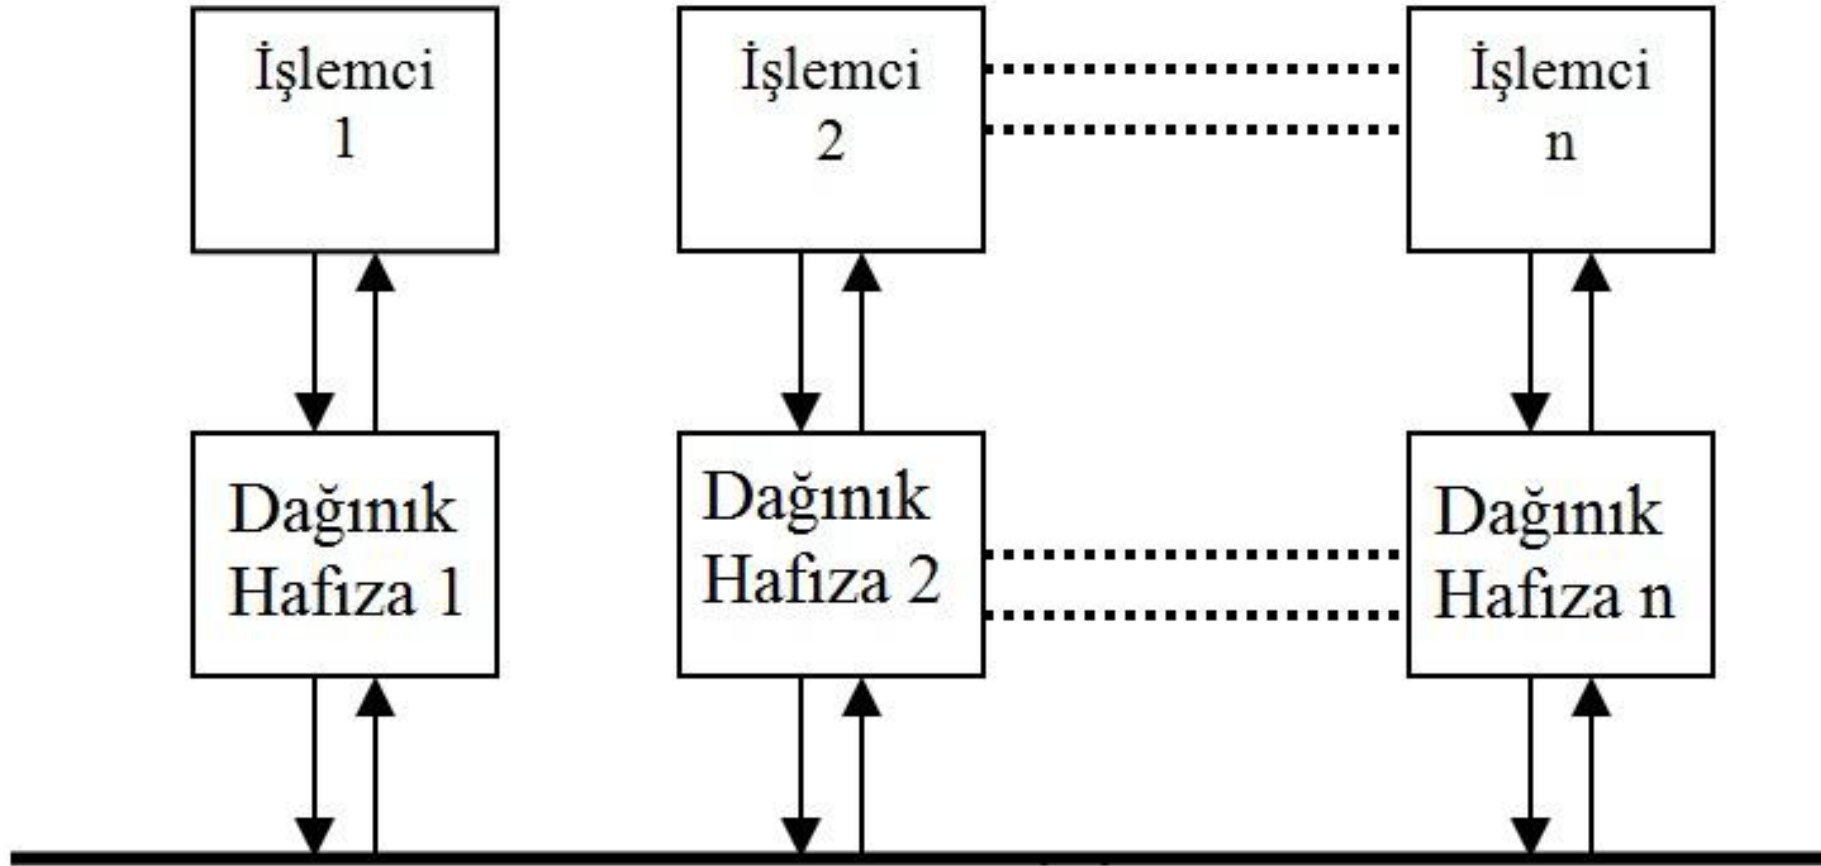 İşlemci
1
İşlemci
2
İşlemci
n
Dağınık
Hafıza 1
Dağınık
Hafıza 2
Dağınık
Hafıza n